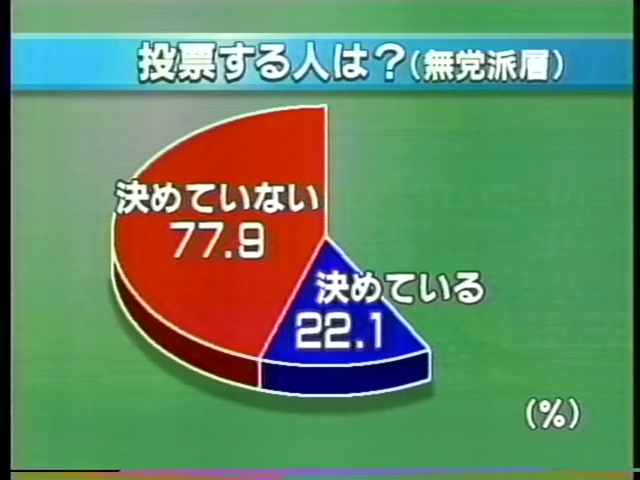 投票する人は？(無党派層)
決めていない
77.9
決めている
22.1
(%)